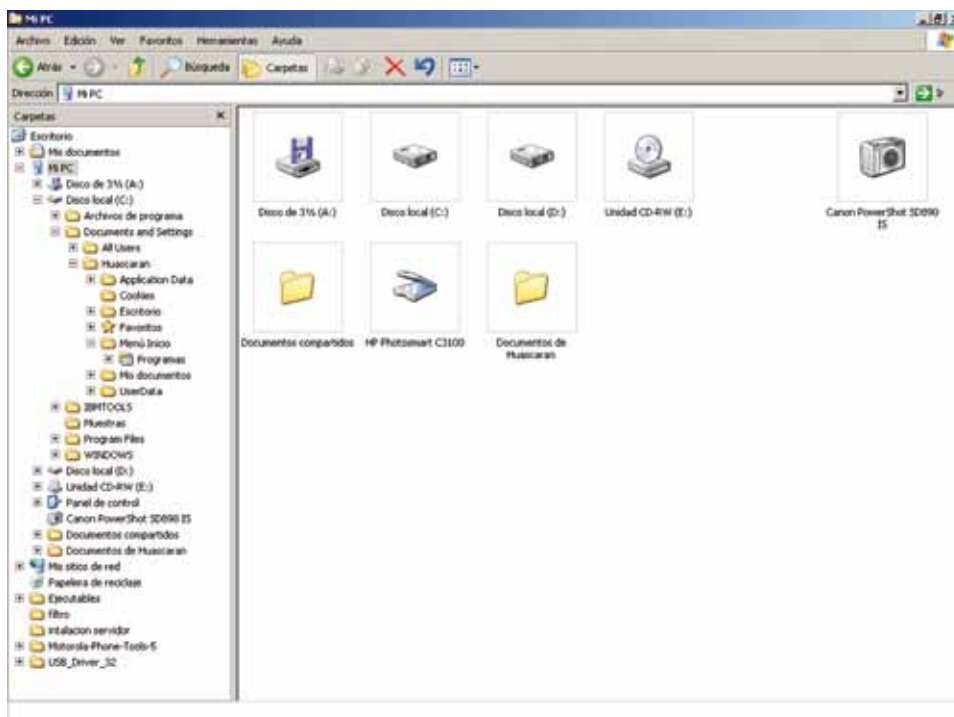 Mi PC
Archivo Edición Ver Favoritos Herramientas Ayuda
Atrás Búsqueda Carpetas
Dirección Mi PC
Carpetas
Escritorio
Mis documentos
Mi PC
Disco de 3½ (A:)
Disco local (C:)
Archivos de programa
Documents and Settings
All Users
Huascaran
Application Data
Cookies
Escritorio
Favoritos
Menú Inicio
Programas
Mis documentos
UserData
IBMTOOLS
Muestras
Program Files
WINDOWS
Disco local (D:)
Unidad CD-RW (E:)
Panel de control
Canon PowerShot SD890 IS
Documentos compartidos
Documentos de Huascaran
Mis sitios de red
Papelera de reciclaje
Ejecutables
filtro
intalacion servidor
Motorola-Phone-Tools-5
USB_Driver_32
Disco de 3½ (A:)
Disco local (C:)
Disco local (D:)
Unidad CD-RW (E:)
Canon PowerShot SD890
IS
Documentos compartidos
HP Photosmart C3100
Documentos de
Huascaran